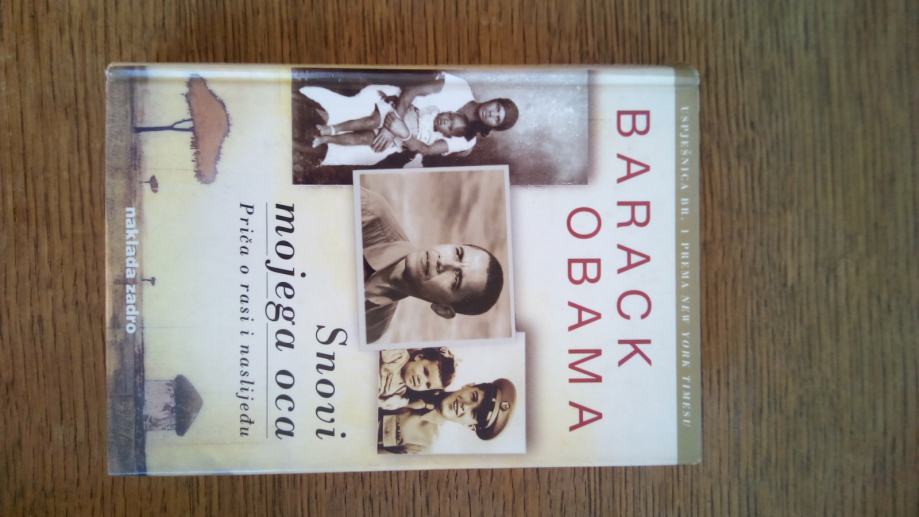 USPJEŠNICA BR. 1 PREMA NEW YORK TIMESU
BARACK
OBAMA
Snovi
mojega oca
Priča o rasi i naslijeđu
naklada zadro